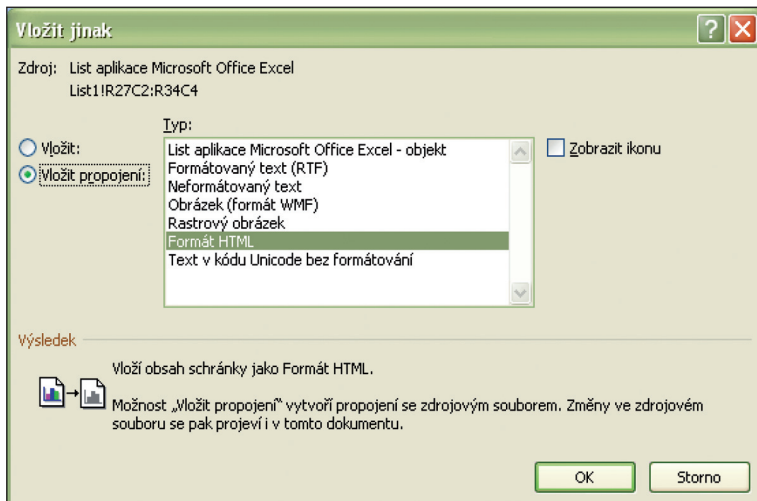 Vložit jinak
Zdroj: List aplikace Microsoft Office Excel
List1!R27C2:R34C4
Typ:
Vložit:
Vložit propojení:
List aplikace Microsoft Office Excel - objekt
Formátovaný text (RTF)
Neformátovaný text
Obrázek (formát WMF)
Rastrový obrázek
Formát HTML
Text v kódu Unicode bez formátování
Zobrazit ikonu
Výsledek
Vloží obsah schránky jako Formát HTML.
Možnost „Vložit propojení“ vytvoří propojení se zdrojovým souborem. Změny ve zdrojovém
souboru se pak projeví i v tomto dokumentu.
OK Storno